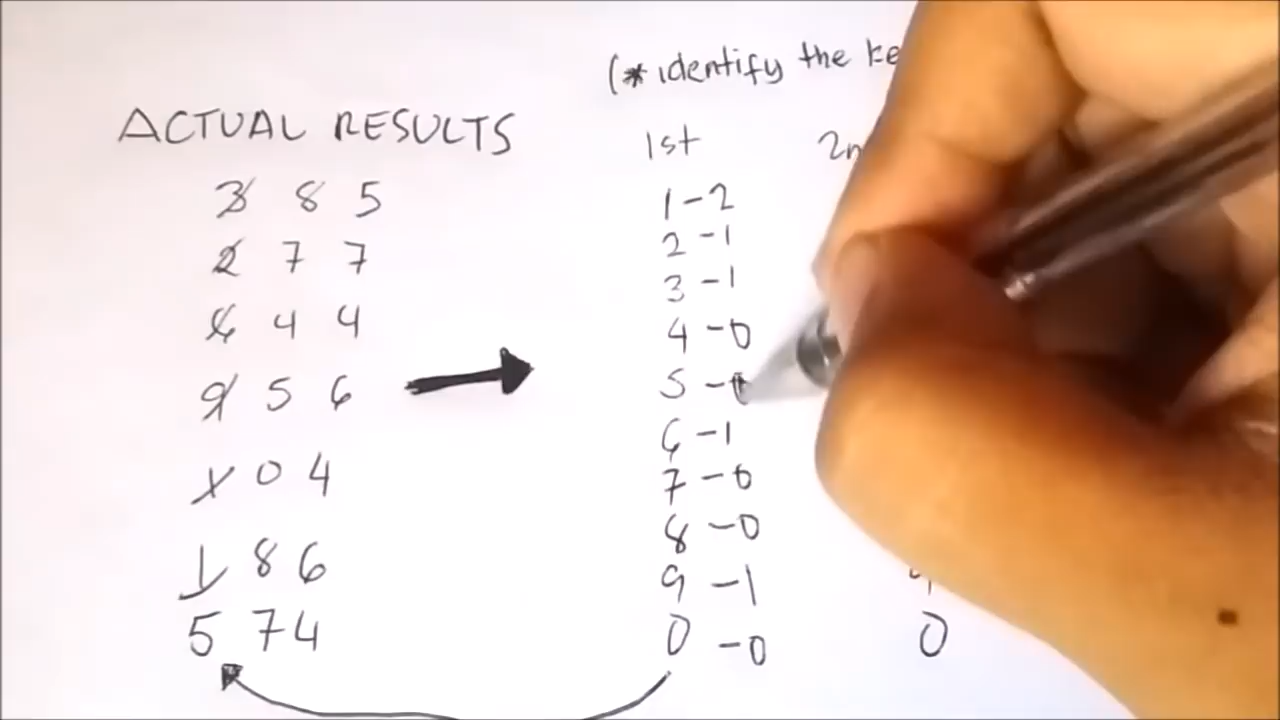 (* identify the ke
ACTUAL RESULTS
1st
3 8 5
1-2
2 7 7
2-1
3-1
6 4 4
4-0
9 5 6
5-
6-1
1 0 4
7-0
1 8 6
8-0
9-1
5 7 4
0-0
0